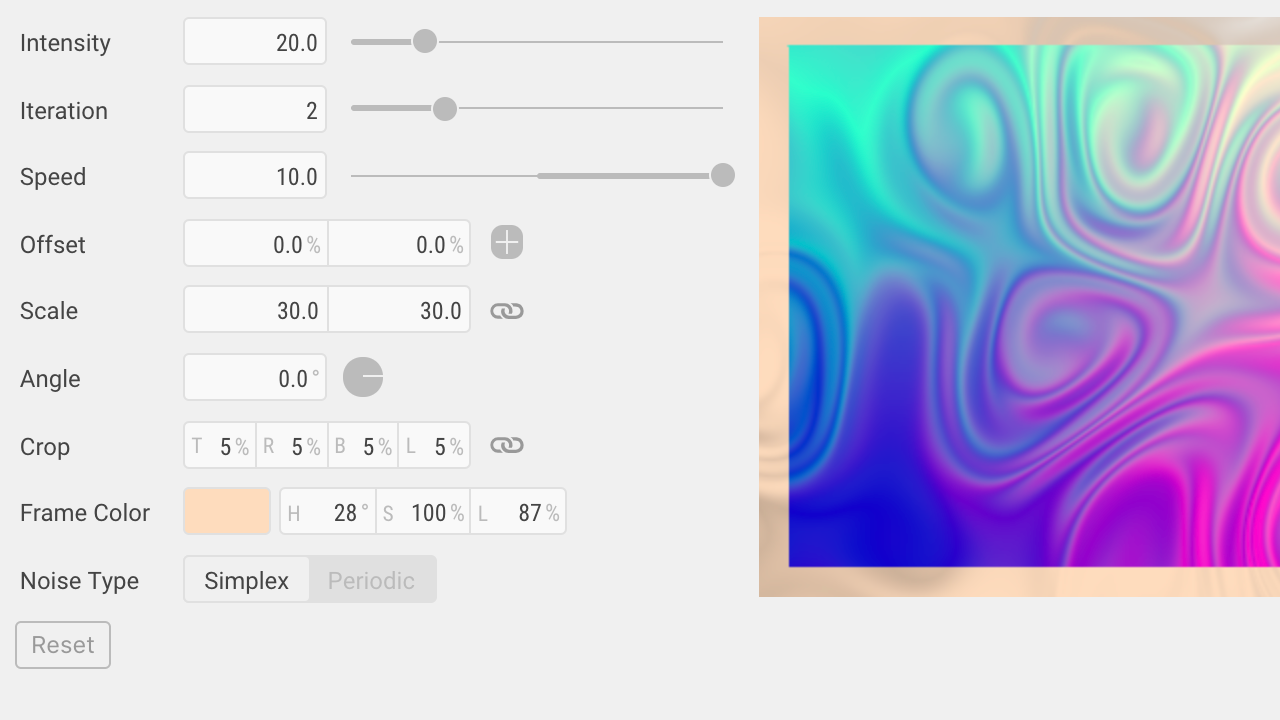 Intensity 20.0
Iteration 2
Speed 10.0
Offset 0.0 % 0.0 %
Scale 30.0 30.0
Angle 0.0 °
Crop T 5 % R 5 % B 5 % L 5 %
Frame Color H 28 ° S 100 % L 87 %
Noise Type Simplex Periodic
Reset